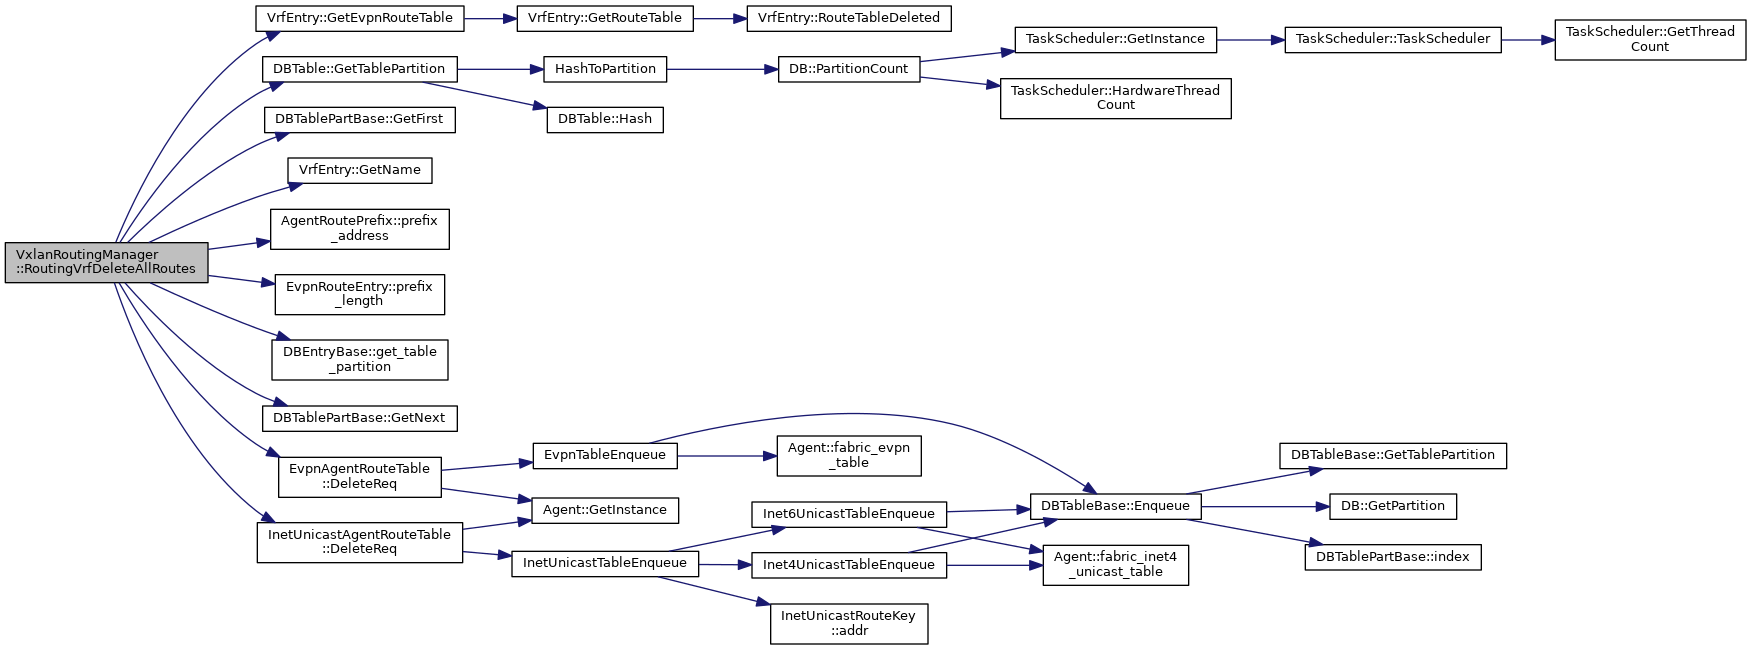 VxlanRoutingManager
::RoutingVrfDeleteAllRoutes
VrfEntry::GetEvpnRouteTable
VrfEntry::GetRouteTable
VrfEntry::RouteTableDeleted
DBTable::GetTablePartition
HashToPartition
DB::PartitionCount
TaskScheduler::GetInstance
TaskScheduler::TaskScheduler
TaskScheduler::GetThread
Count
TaskScheduler::HardwareThread
Count
DBTable::Hash
DBTablePartBase::GetFirst
VrfEntry::GetName
AgentRoutePrefix::prefix
_address
EvpnRouteEntry::prefix
_length
DBEntryBase::get_table
_partition
DBTablePartBase::GetNext
EvpnAgentRouteTable
::DeleteReq
EvpnTableEnqueue
Agent::fabric_evpn
_table
Agent::GetInstance
InetUnicastAgentRouteTable
::DeleteReq
InetUnicastTableEnqueue
Inet6UnicastTableEnqueue
Inet4UnicastTableEnqueue
InetUnicastRouteKey
::addr
DBTableBase::Enqueue
Agent::fabric_inet4
_unicast_table
DBTableBase::GetTablePartition
DB::GetPartition
DBTablePartBase::index